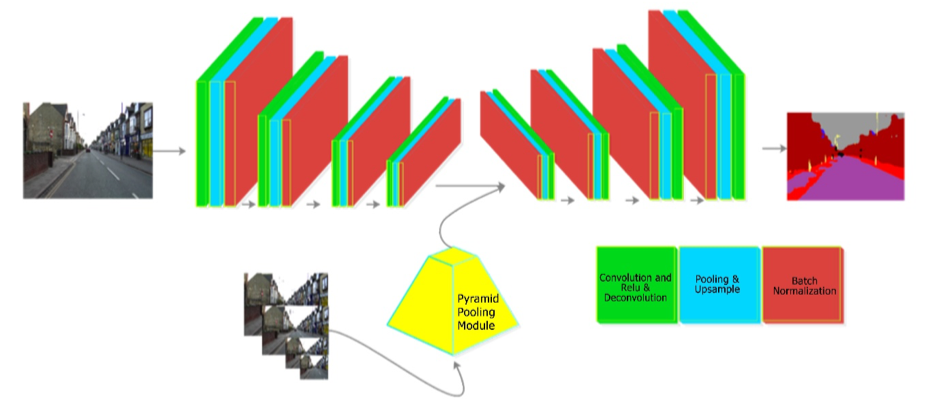 Pyramid
Pooling
Module
Convolution and
Relu &
Deconvolution
Pooling &
Upsample
Batch
Normalization